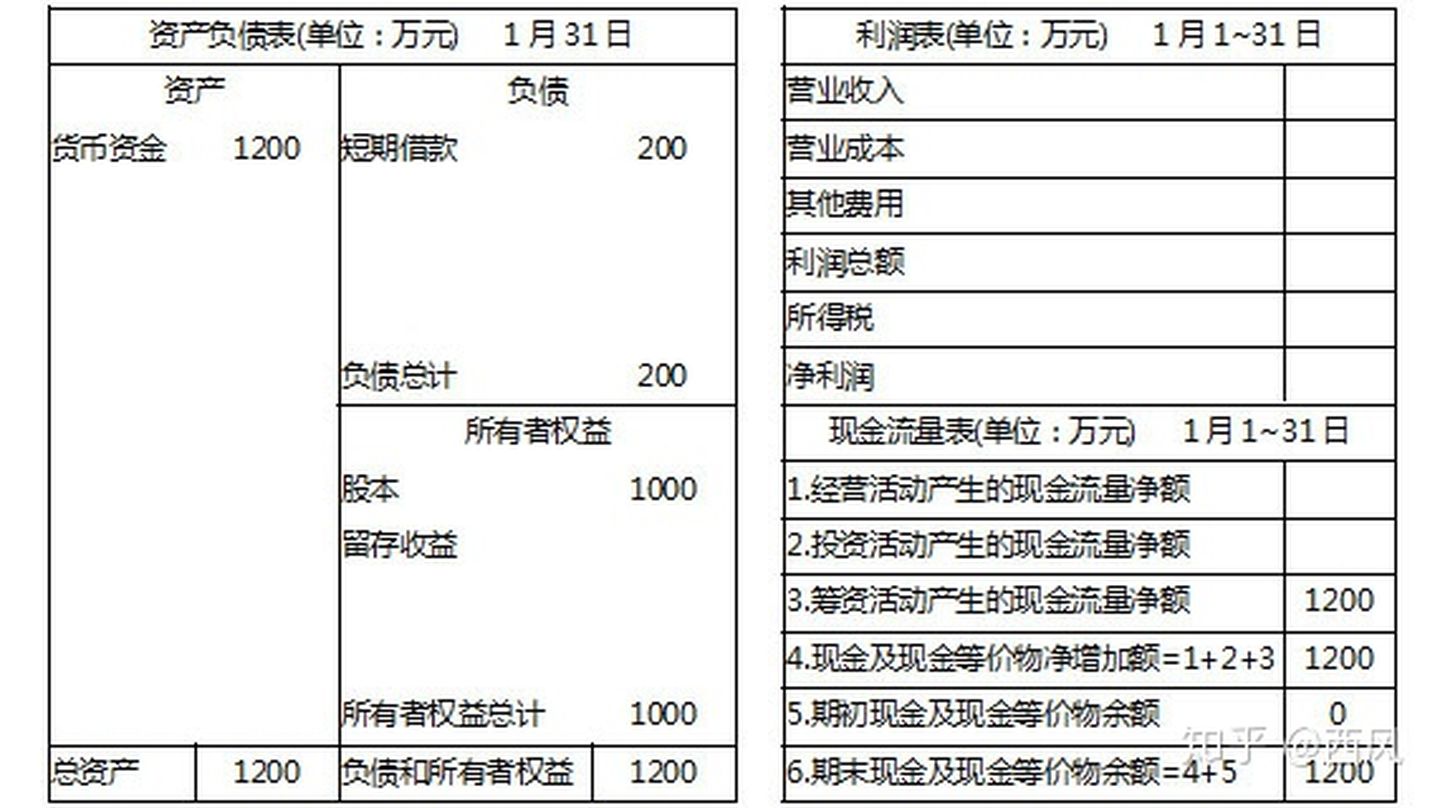 资产负债表(单位：万元) 1月31日
资产 负债
货币资金 1200 短期借款 200
负债总计 200
所有者权益
股本 1000
留存收益
所有者权益总计 1000
总资产 1200 负债和所有者权益 1200
利润表(单位：万元) 1月1~31日
营业收入
营业成本
其他费用
利润总额
所得税
净利润
现金流量表(单位：万元) 1月1~31日
1.经营活动产生的现金流量净额
2.投资活动产生的现金流量净额
3.筹资活动产生的现金流量净额 1200
4.现金及现金等价物净增加额=1+2+3 1200
5.期初现金及现金等价物余额 0
6.期末现金及现金等价物余额=4+5 1200
知乎 @西风